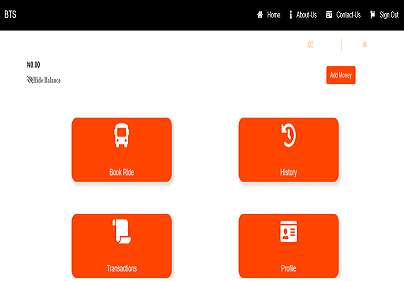 BTS
Home About-Us Contact-Us Sign Out
₦0.00
Hide Balance
Add Money
Book Ride
History
Transactions
Profile